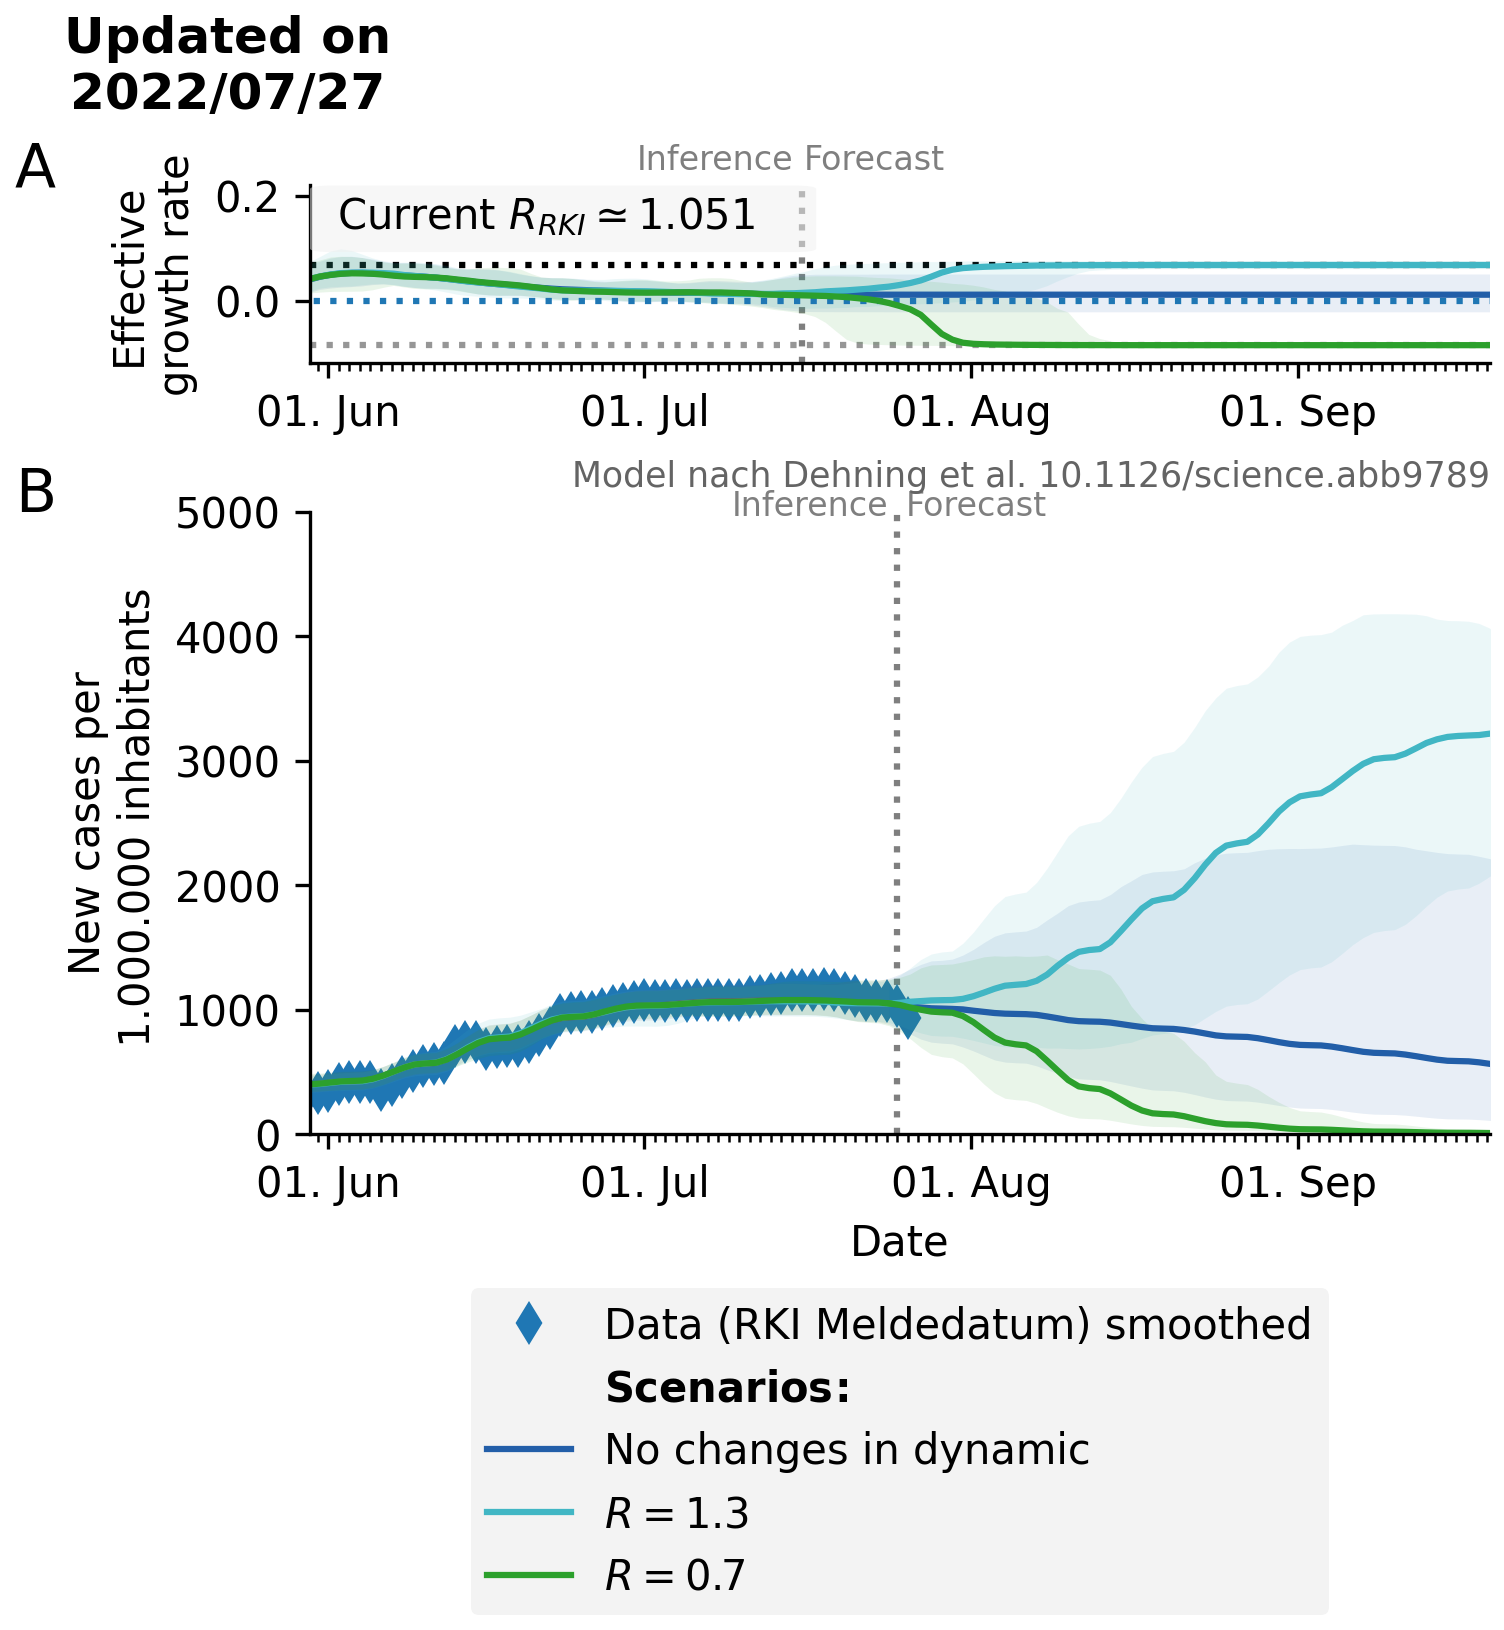 Updated on
2022/07/27
A
Inference Forecast
Effective
growth rate
0.2
0.0
Current R_RKI ≃ 1.051
01. Jun 01. Jul 01. Aug 01. Sep
B
Model nach Dehning et al. 10.1126/science.abb9789
Inference Forecast
New cases per
1.000.000 inhabitants
5000
4000
3000
2000
1000
0
01. Jun 01. Jul 01. Aug 01. Sep
Date
Data (RKI Meldedatum) smoothed
Scenarios:
No changes in dynamic
R = 1.3
R = 0.7